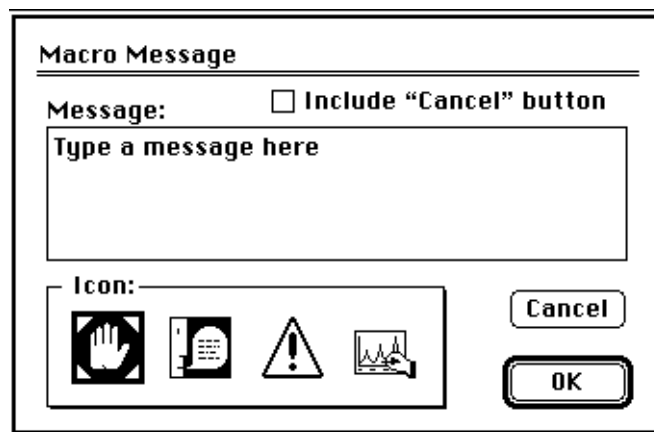 Macro Message
Message:
Include “Cancel” button
Type a message here
Icon:
Cancel
OK